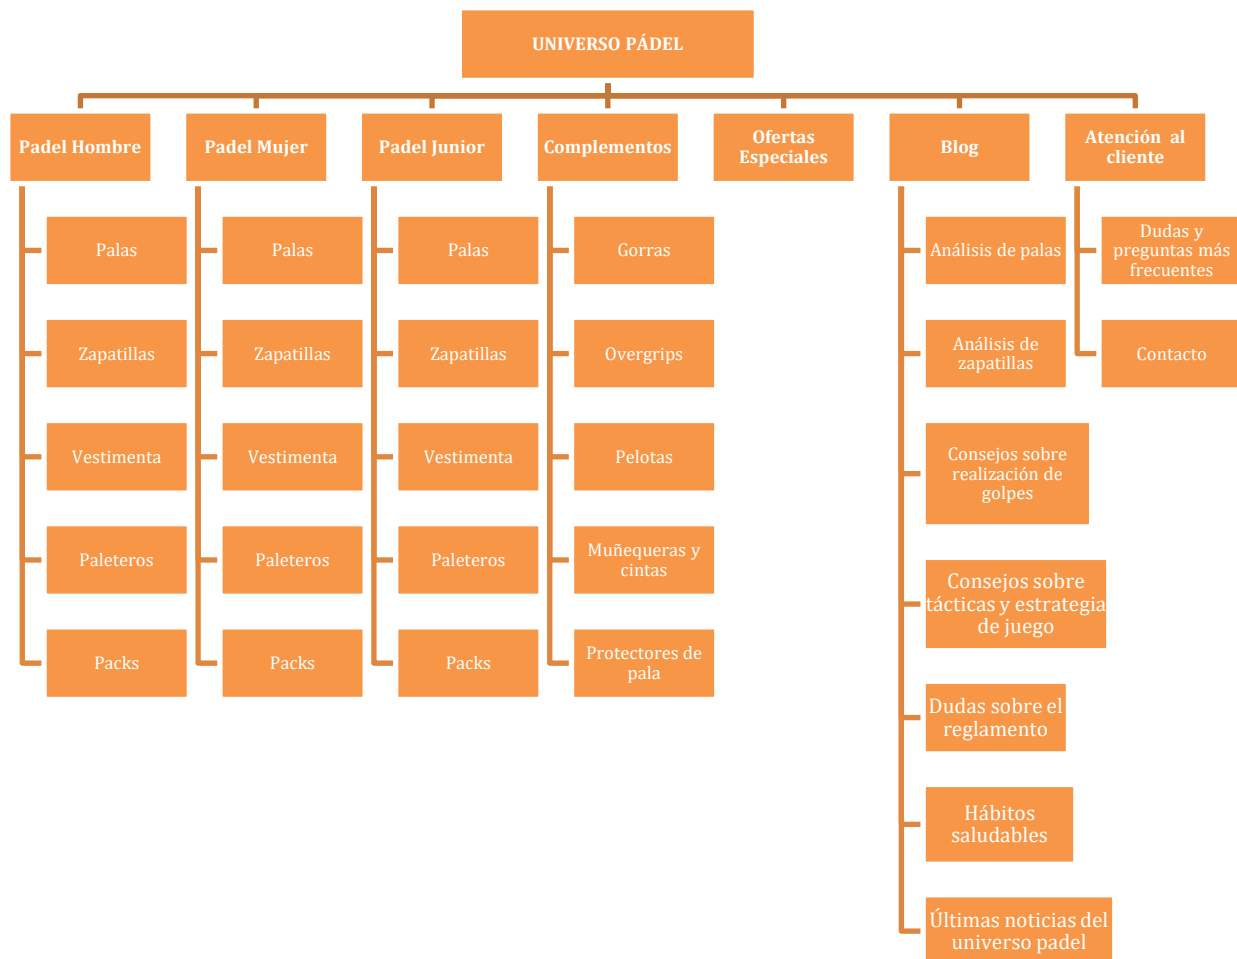 UNIVERSO PÁDEL
Padel Hombre
Palas
Zapatillas
Vestimenta
Paleteros
Packs
Padel Mujer
Palas
Zapatillas
Vestimenta
Paleteros
Packs
Padel Junior
Palas
Zapatillas
Vestimenta
Paleteros
Packs
Complementos
Gorras
Overgrips
Pelotas
Muñequeras y
cintas
Protectores de
pala
Ofertas
Especiales
Blog
Análisis de palas
Análisis de
zapatillas
Consejos sobre
realización de
golpes
Consejos sobre
tácticas y estrategia
de juego
Dudas sobre el
reglamento
Hábitos
saludables
Últimas noticias del
universo padel
Atención al
cliente
Dudas y
preguntas más
frecuentes
Contacto